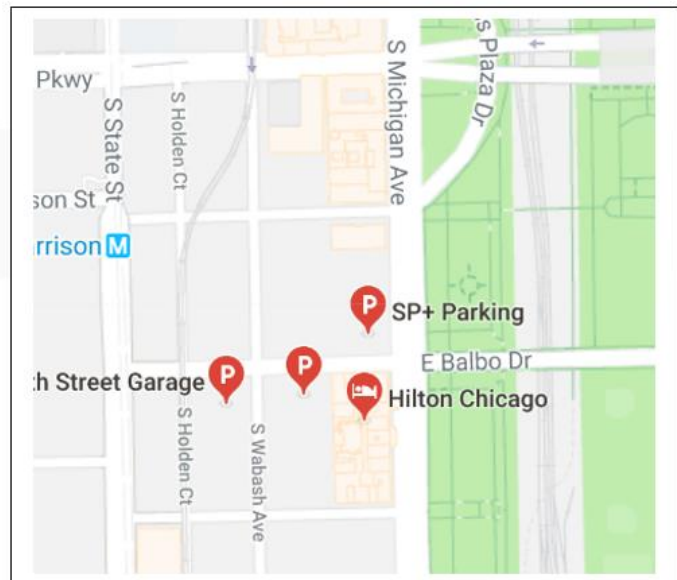 s Plaza Dr
Pkwy
S Michigan Ave
S State St
S Holden Ct
son St
rrison M
P
SP+ Parking
E Balbo Dr
P
P
th Street Garage
Hilton Chicago
S Holden Ct
S Wabash Ave